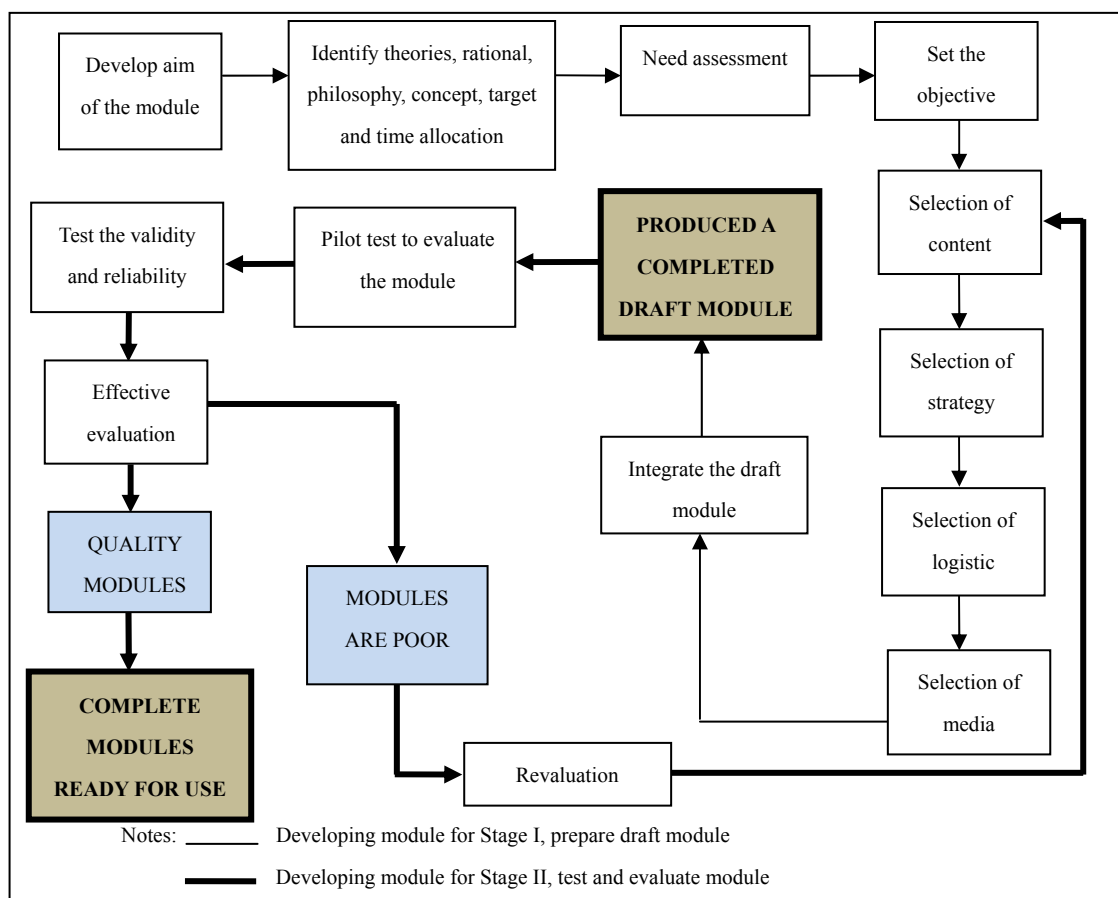 Develop aim
of the module
Identify theories, rational,
philosophy, concept, target
and time allocation
Need assessment
Set the
objective
Selection of
content
Selection of
strategy
Selection of
logistic
Selection of
media
Integrate the draft
module
PRODUCED A
COMPLETED
DRAFT MODULE
Pilot test to evaluate
the module
Test the validity
and reliability
Effective
evaluation
QUALITY
MODULES
COMPLETE
MODULES
READY FOR USE
MODULES
ARE POOR
Revaluation
Notes: Developing module for Stage I, prepare draft module
Developing module for Stage II, test and evaluate module